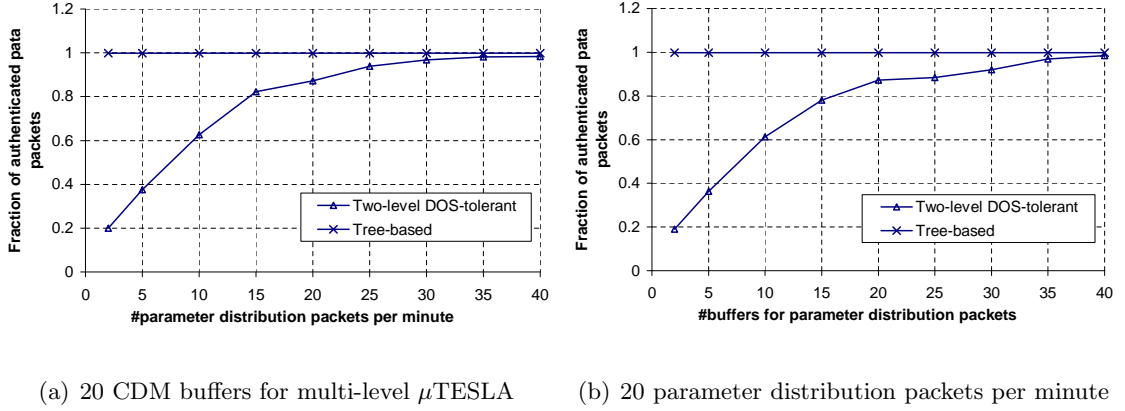 1.2
1
0.8
0.6
0.4
0.2
0
Fraction of authenticated pata
packets
Two-level DOS-tolerant
Tree-based
0 5 10 15 20 25 30 35 40
#parameter distribution packets per minute
(a) 20 CDM buffers for multi-level μTESLA
1.2
1
0.8
0.6
0.4
0.2
0
Fraction of authenticated pata
packets
Two-level DOS-tolerant
Tree-based
0 5 10 15 20 25 30 35 40
#buffers for parameter distribution packets
(b) 20 parameter distribution packets per minute